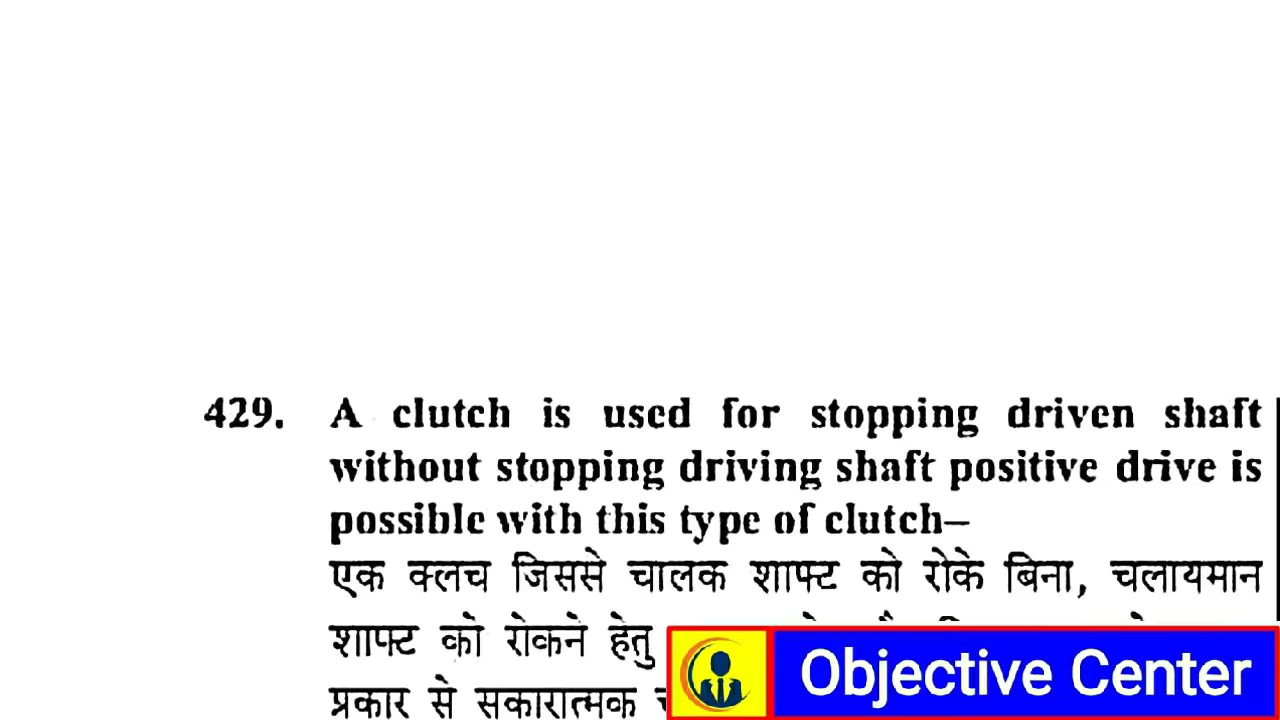 429. A clutch is used for stopping driven shaft
without stopping driving shaft positive drive is
possible with this type of clutch–
एक क्लच जिससे चालक शाफ्ट को रोके बिना, चलायमान
शाफ्ट को रोकने हेतु
प्रकार से सकारात्मक
Objective Center